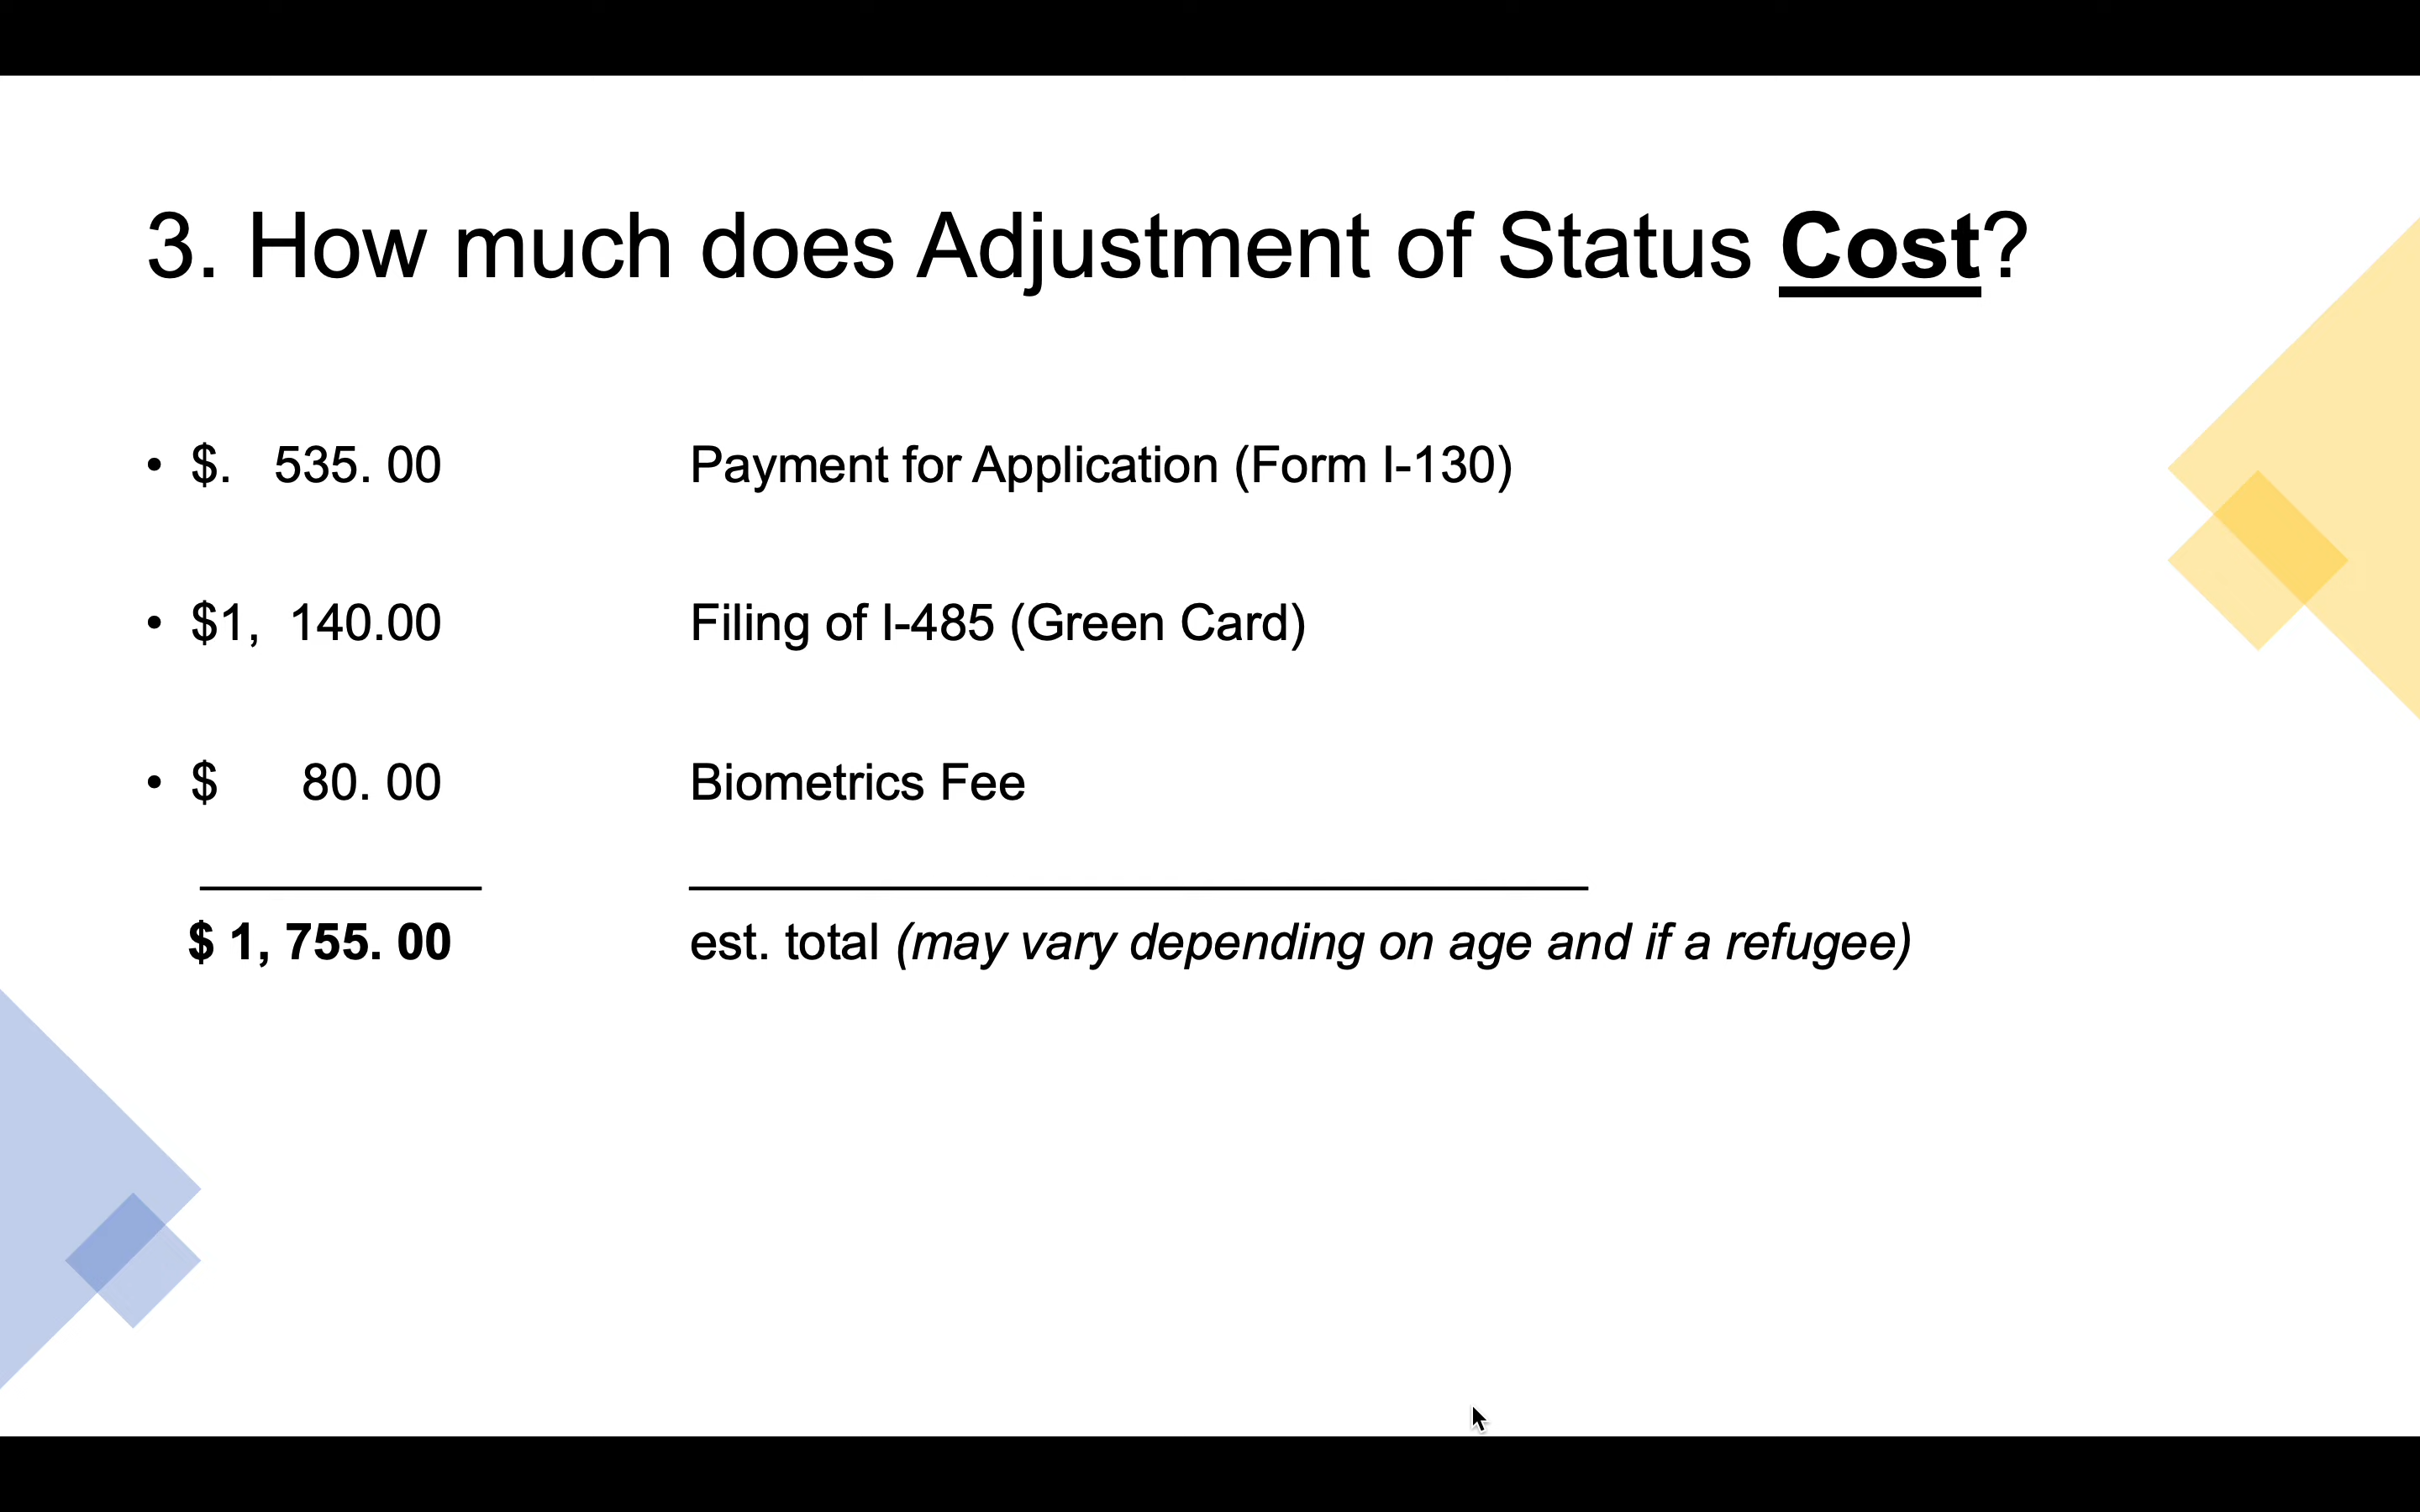 3. How much does Adjustment of Status Cost?
• $. 535. 00 Payment for Application (Form I-130)
• $1, 140.00 Filing of I-485 (Green Card)
• $ 80. 00 Biometrics Fee
$ 1, 755. 00 est. total (may vary depending on age and if a refugee)